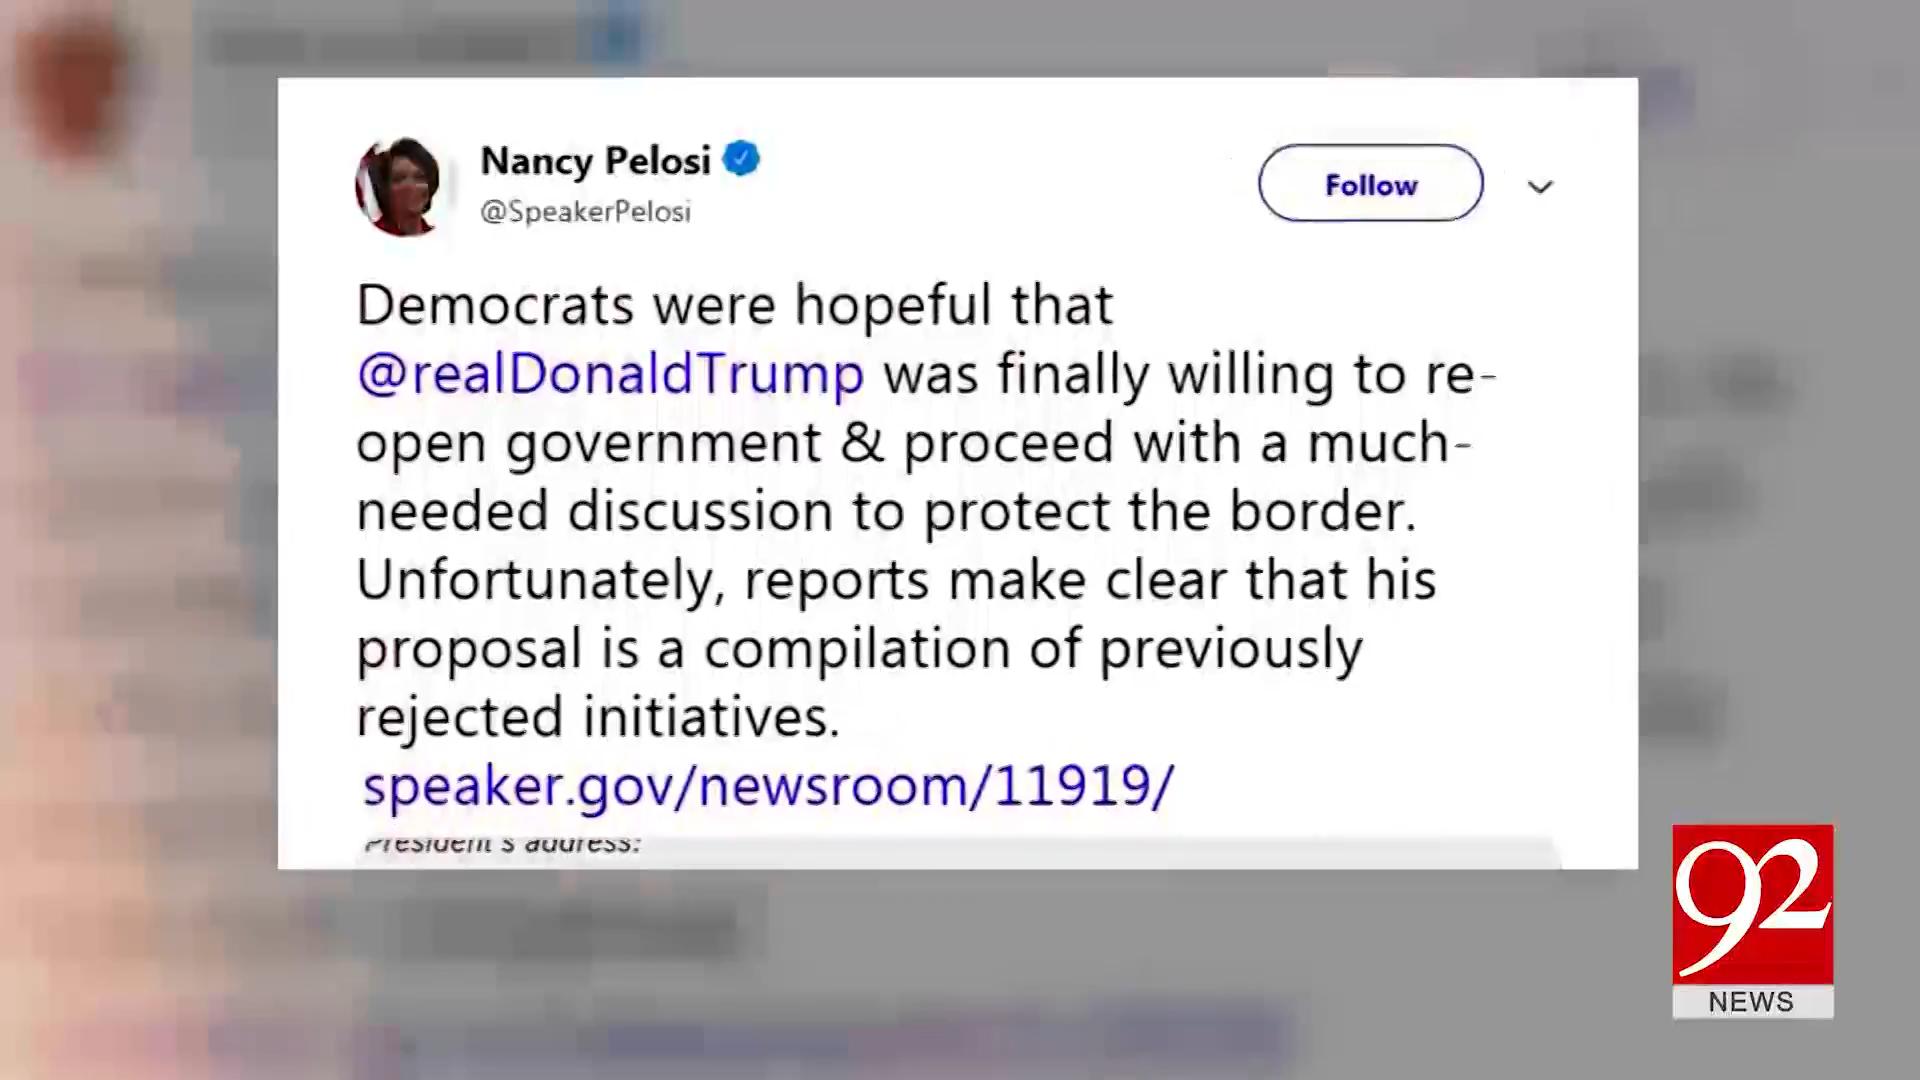 Nancy Pelosi
@SpeakerPelosi
Follow
Democrats were hopeful that
@realDonaldTrump was finally willing to re-
open government & proceed with a much-
needed discussion to protect the border.
Unfortunately, reports make clear that his
proposal is a compilation of previously
rejected initiatives.
speaker.gov/newsroom/11919/
President's address:
92
NEWS